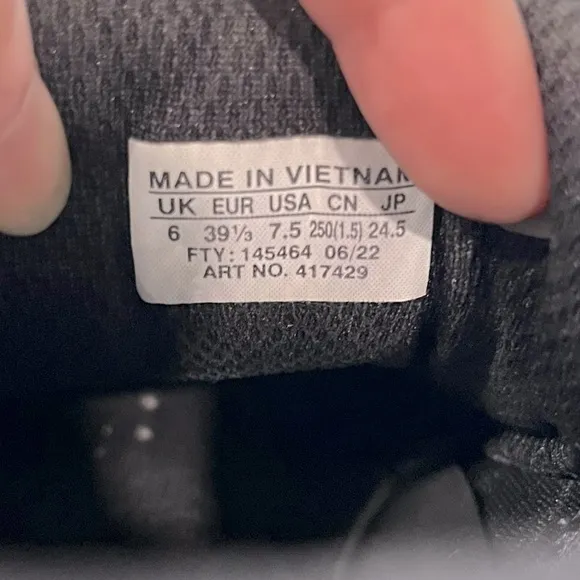 MADE IN VIETNAM
UK EUR USA CN JP
6 39⅓ 7.5 250(1.5) 24.5
FTY: 145464 06/22
ART NO. 417429